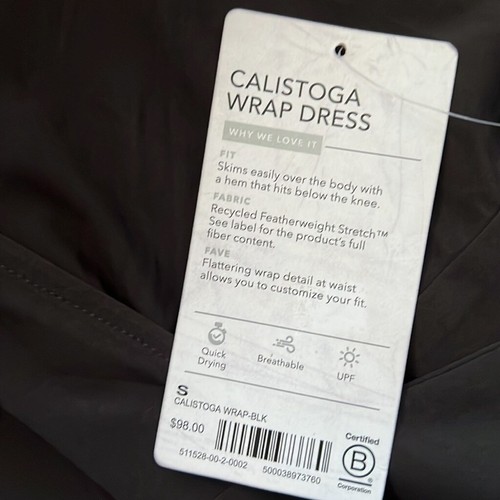 CALISTOGA
WRAP DRESS
WHY WE LOVE IT
FIT
Skims easily over the body with
a hem that hits below the knee.
FABRIC
Recycled Featherweight Stretch™
See label for the product's full
fiber content.
FAVE
Flattering wrap detail at waist
allows you to customize your fit.
Quick
Drying
Breathable
UPF
S
CALISTOGA WRAP-BLK
$98.00
511528-00-2-0002 500038973760
Certified
B
®
Corporation